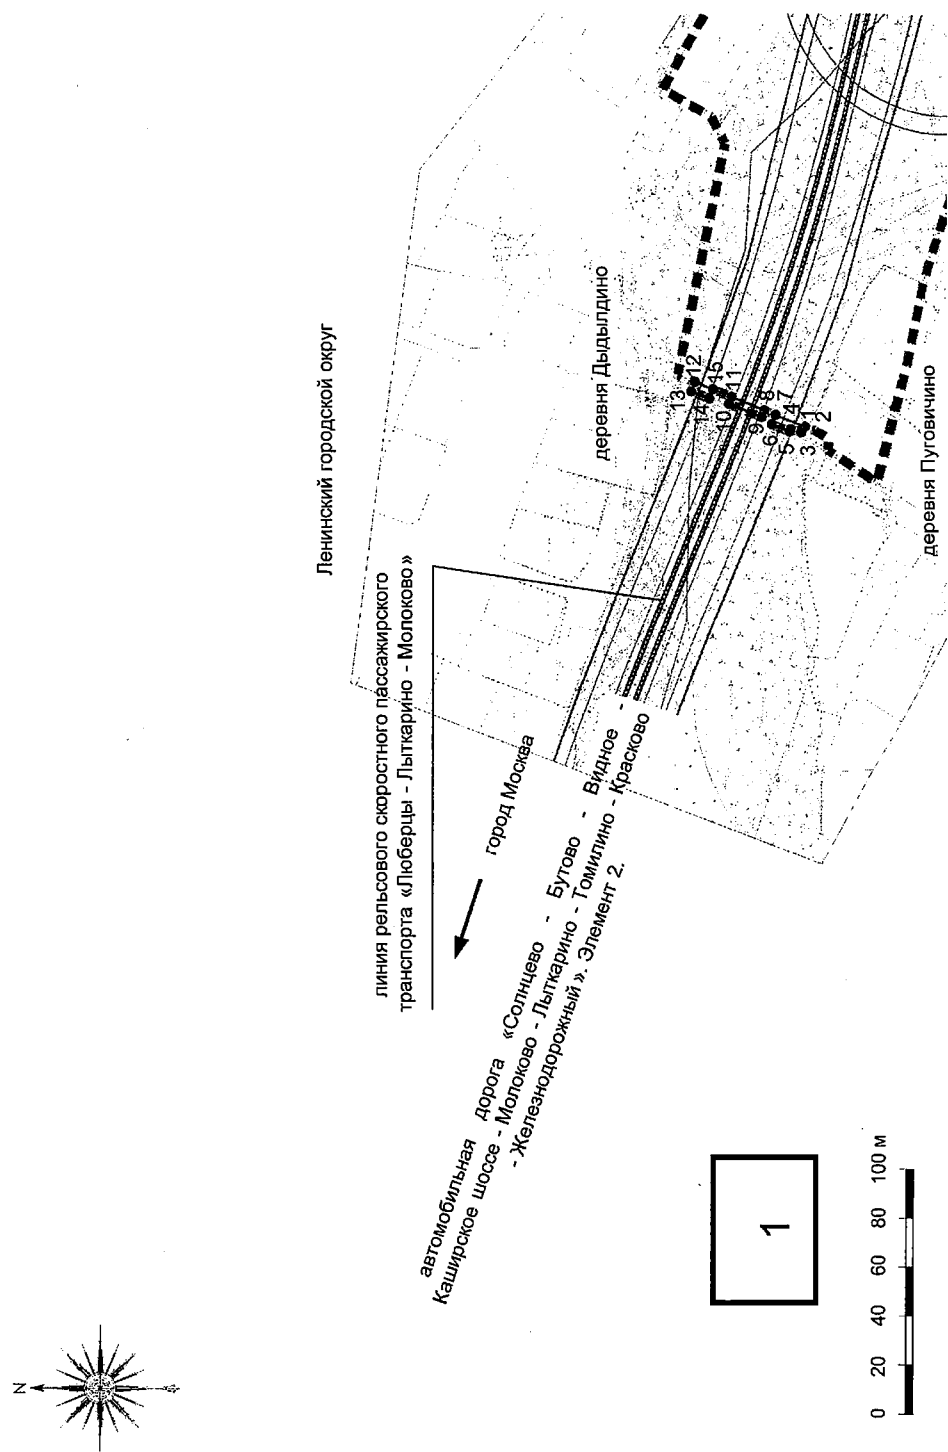 N
Ленинский городской округ
линия рельсового скоростного пассажирского
транспорта «Люберцы - Лыткарино - Молоково»
город Москва
автомобильная дорога «Солнцево - Бутово - Видное -
Каширское шоссе - Молоково - Лыткарино - Томилино - Красково
- Железнодорожный ». Элемент 2.
деревня Дыдылдино
13
12
14
15
10
11
9
8
6
7
5
4
1
3
2
деревня Пуговичино
1
0 20 40 60 80 100 м